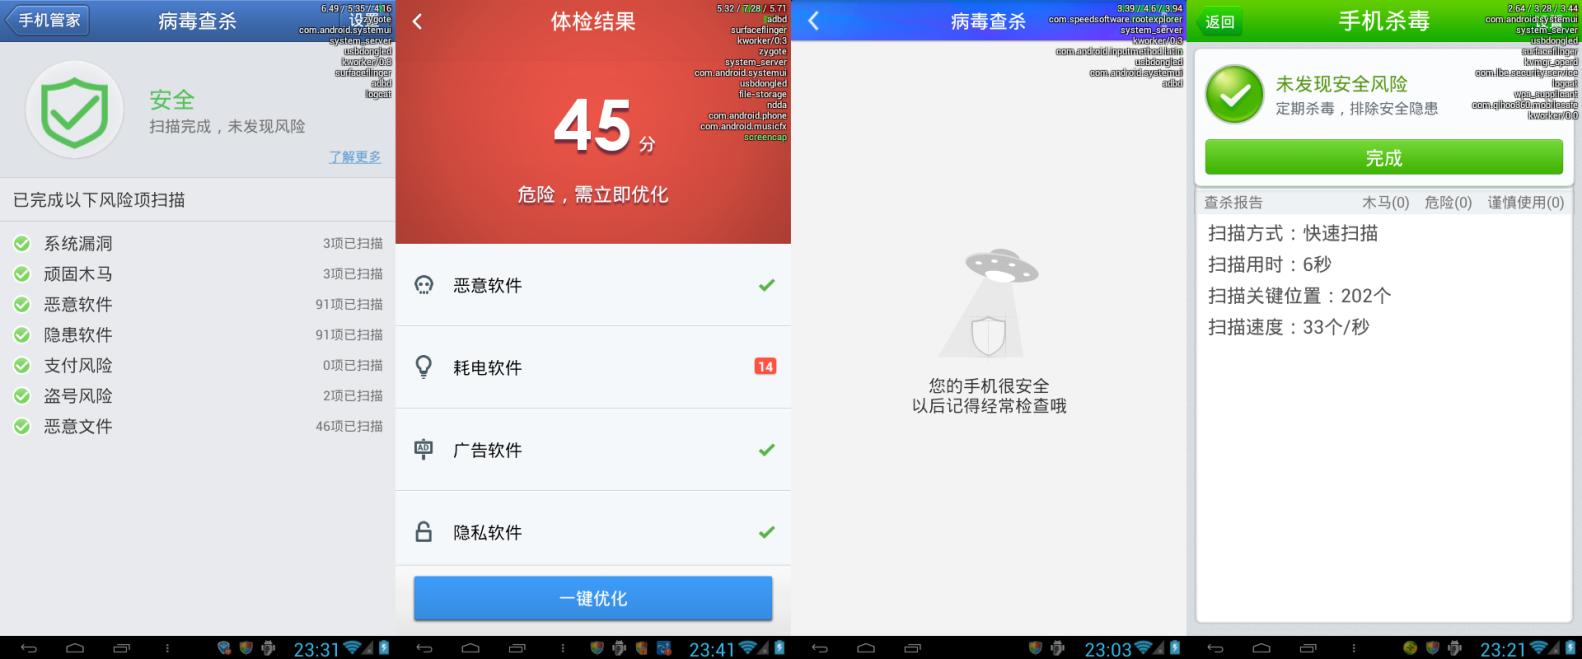 手机管家
病毒查杀
设置
6.49 / 5.35 / 4.16
zygote
com.android.systemui
system_server
usbdongled
kworker/0:3
surfaceflinger
adbd
logcat
安全
扫描完成，未发现风险
了解更多
已完成以下风险项扫描
系统漏洞 3项已扫描
顽固木马 3项已扫描
恶意软件 91项已扫描
隐患软件 91项已扫描
支付风险 0项已扫描
盗号风险 2项已扫描
恶意文件 46项已扫描
23:31
体检结果
5.32 / 7.28 / 5.71
adbd
surfaceflinger
kworker/0:3
zygote
system_server
com.android.systemui
usbdongled
file-storage
ndda
com.android.phone
com.android.musicfx
screencap
45分
危险，需立即优化
恶意软件
耗电软件 14
AD 广告软件
隐私软件
一键优化
23:41
病毒查杀
3.39 / 4.6 / 3.94
com.speedsoftware.rootexplorer
system_server
kworker/0:3
com.android.inputmethod.latin
usbdongled
com.android.systemui
adbd
您的手机很安全
以后记得经常检查哦
23:03
返回
手机杀毒
2.64 / 3.28 / 3.44
com.android.systemui
system_server
usbdongled
surfaceflinger
kvmgr_operd
com.lbe.security.service
logcat
wpa_supplicant
com.qihoo360.mobilesafe
kworker/0:0
未发现安全风险
定期杀毒，排除安全隐患
完成
查杀报告 木马(0) 危险(0) 谨慎使用(0)
扫描方式：快速扫描
扫描用时：6秒
扫描关键位置：202个
扫描速度：33个/秒
23:21